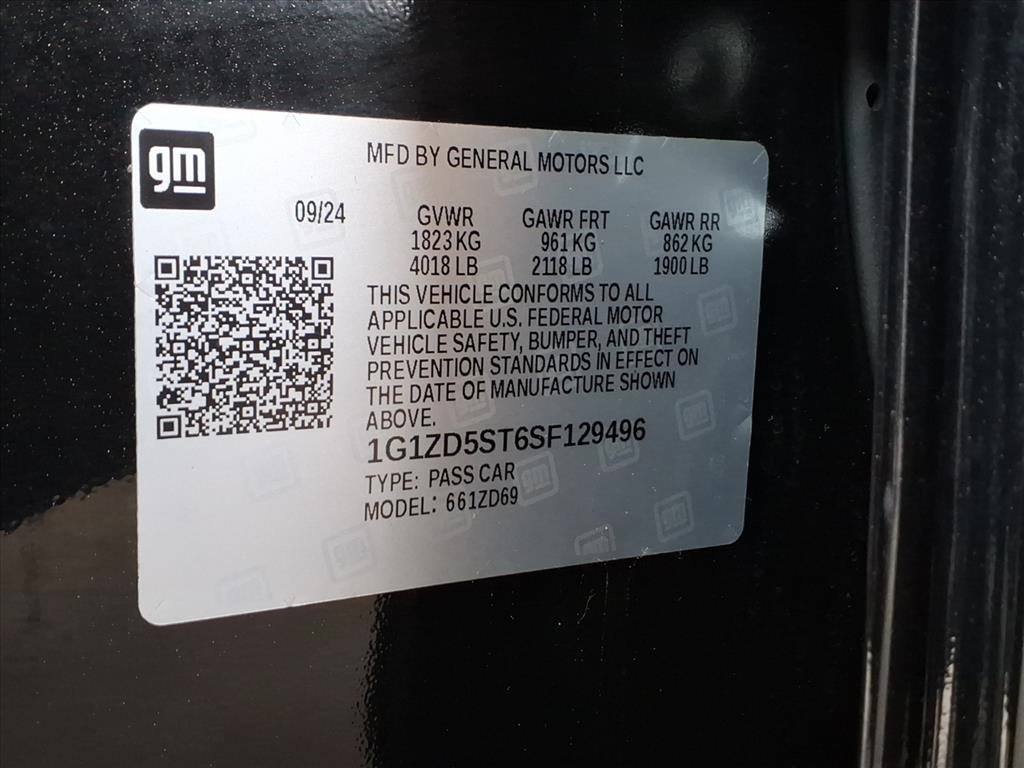 gm
MFD BY GENERAL MOTORS LLC
09/24 GVWR GAWR FRT GAWR RR
1823 KG 961 KG 862 KG
4018 LB 2118 LB 1900 LB
THIS VEHICLE CONFORMS TO ALL
APPLICABLE U.S. FEDERAL MOTOR
VEHICLE SAFETY, BUMPER, AND THEFT
PREVENTION STANDARDS IN EFFECT ON
THE DATE OF MANUFACTURE SHOWN
ABOVE.
1G1ZD5ST6SF129496
TYPE: PASS CAR
MODEL: 661ZD69